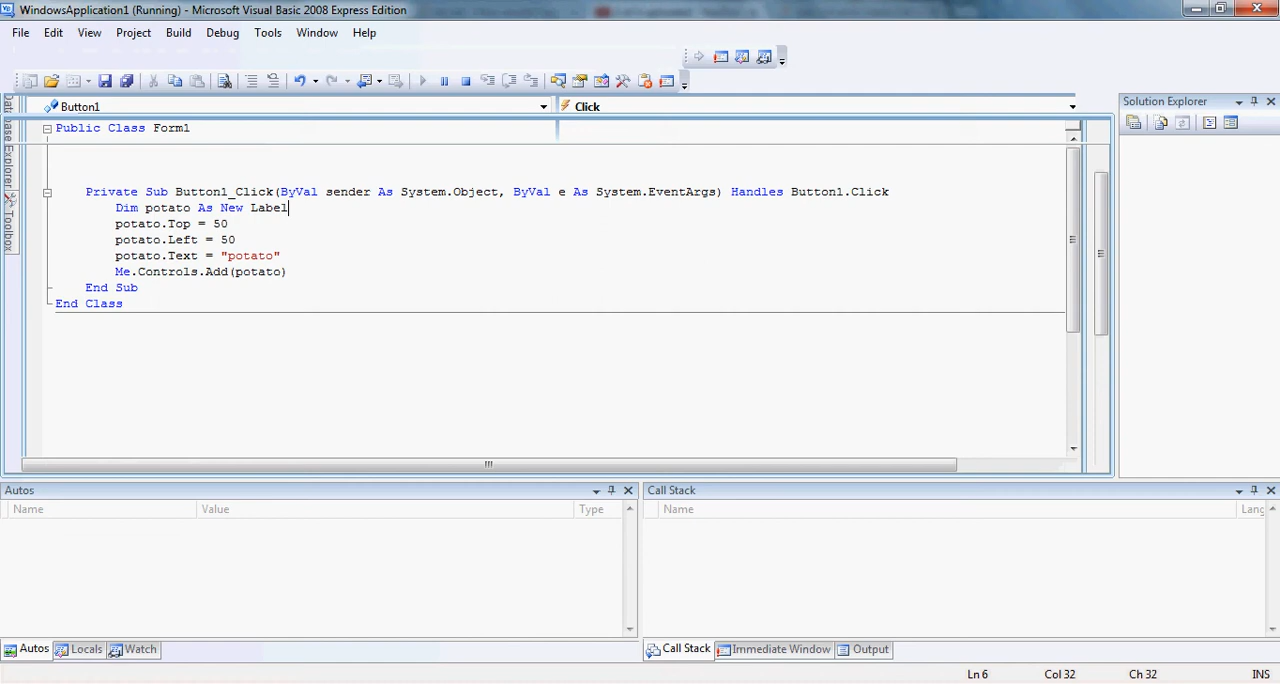 WindowsApplication1 (Running) - Microsoft Visual Basic 2008 Express Edition
File Edit View Project Build Debug Tools Window Help
Button1 Click
Solution Explorer
Public Class Form1
Private Sub Button1_Click(ByVal sender As System.Object, ByVal e As System.EventArgs) Handles Button1.Click
Dim potato As New Label
potato.Top = 50
potato.Left = 50
potato.Text = "potato"
Me.Controls.Add(potato)
End Sub
End Class
Explorer
Toolbox
Autos
Name Value Type
Call Stack
Name Lang
Autos Locals Watch
Call Stack Immediate Window Output
Ln 6 Col 32 Ch 32 INS